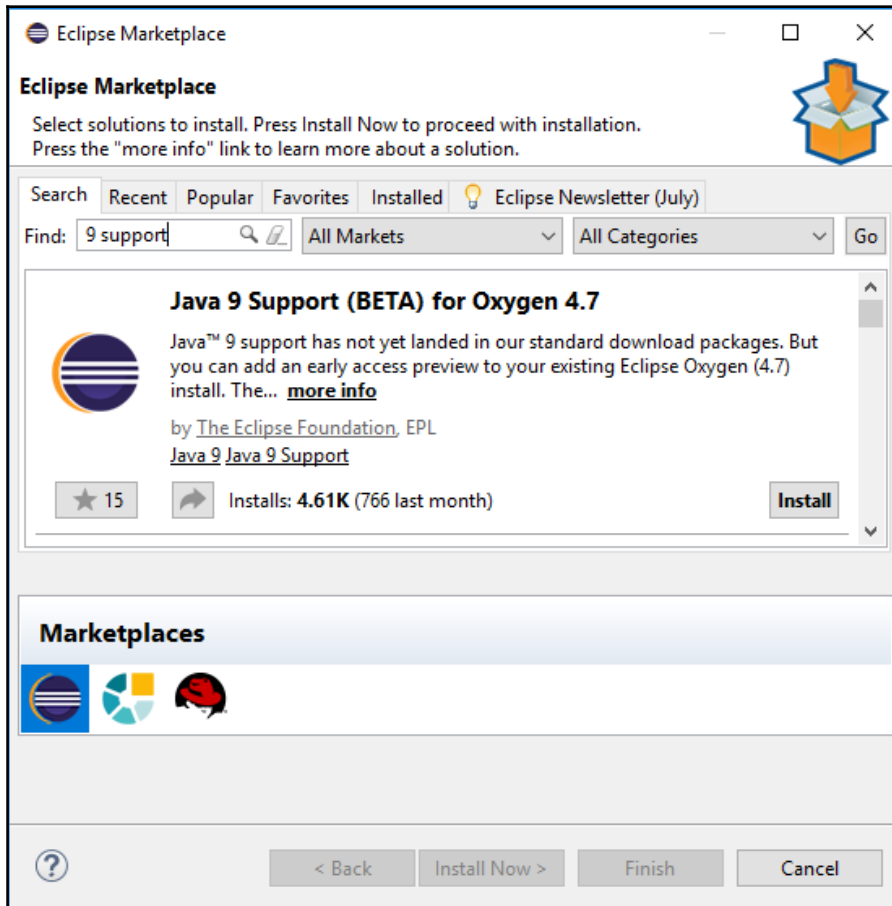 Eclipse Marketplace
Eclipse Marketplace
Select solutions to install. Press Install Now to proceed with installation.
Press the "more info" link to learn more about a solution.
Search Recent Popular Favorites Installed Eclipse Newsletter (July)
Find: 9 support All Markets All Categories Go
Java 9 Support (BETA) for Oxygen 4.7
Java™ 9 support has not yet landed in our standard download packages. But
you can add an early access preview to your existing Eclipse Oxygen (4.7)
install. The... more info
by The Eclipse Foundation, EPL
Java 9 Java 9 Support
15 Installs: 4.61K (766 last month) Install
Marketplaces
? < Back Install Now > Finish Cancel